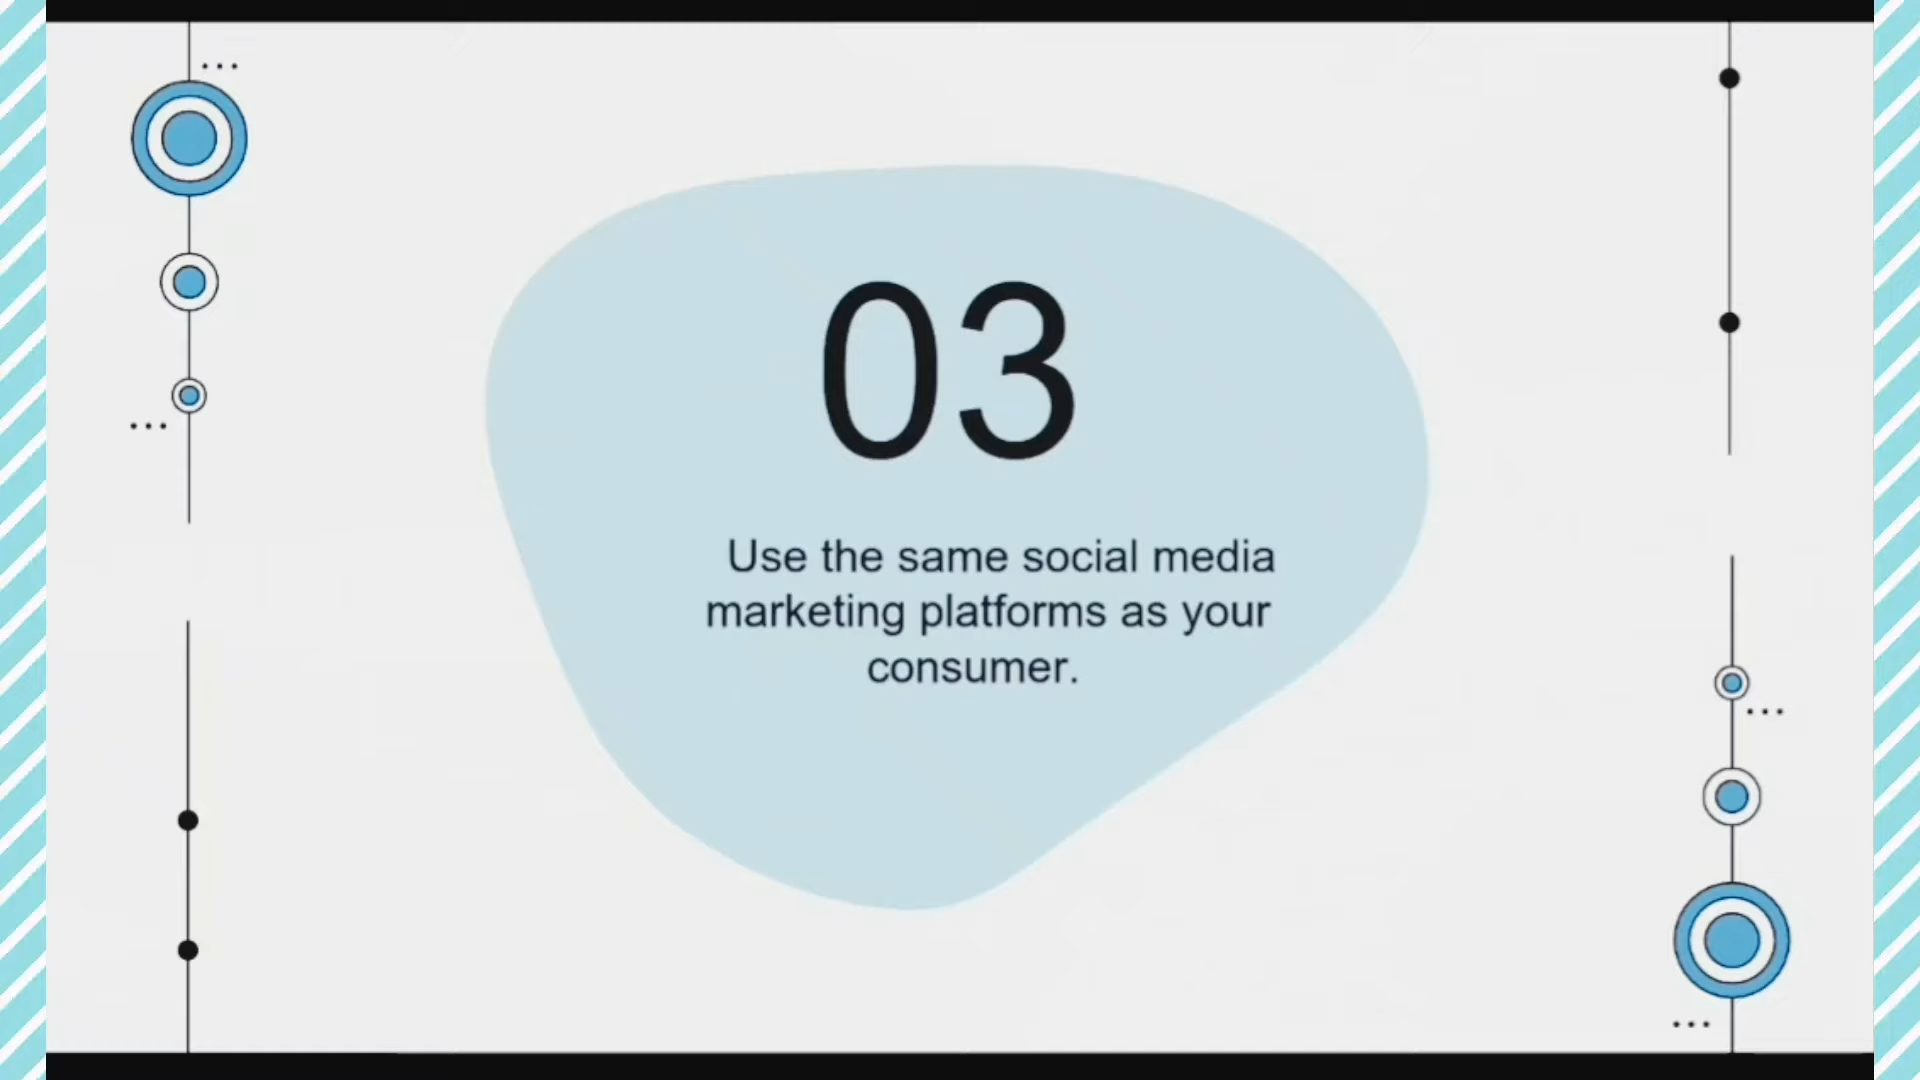 03
Use the same social media
marketing platforms as your
consumer.